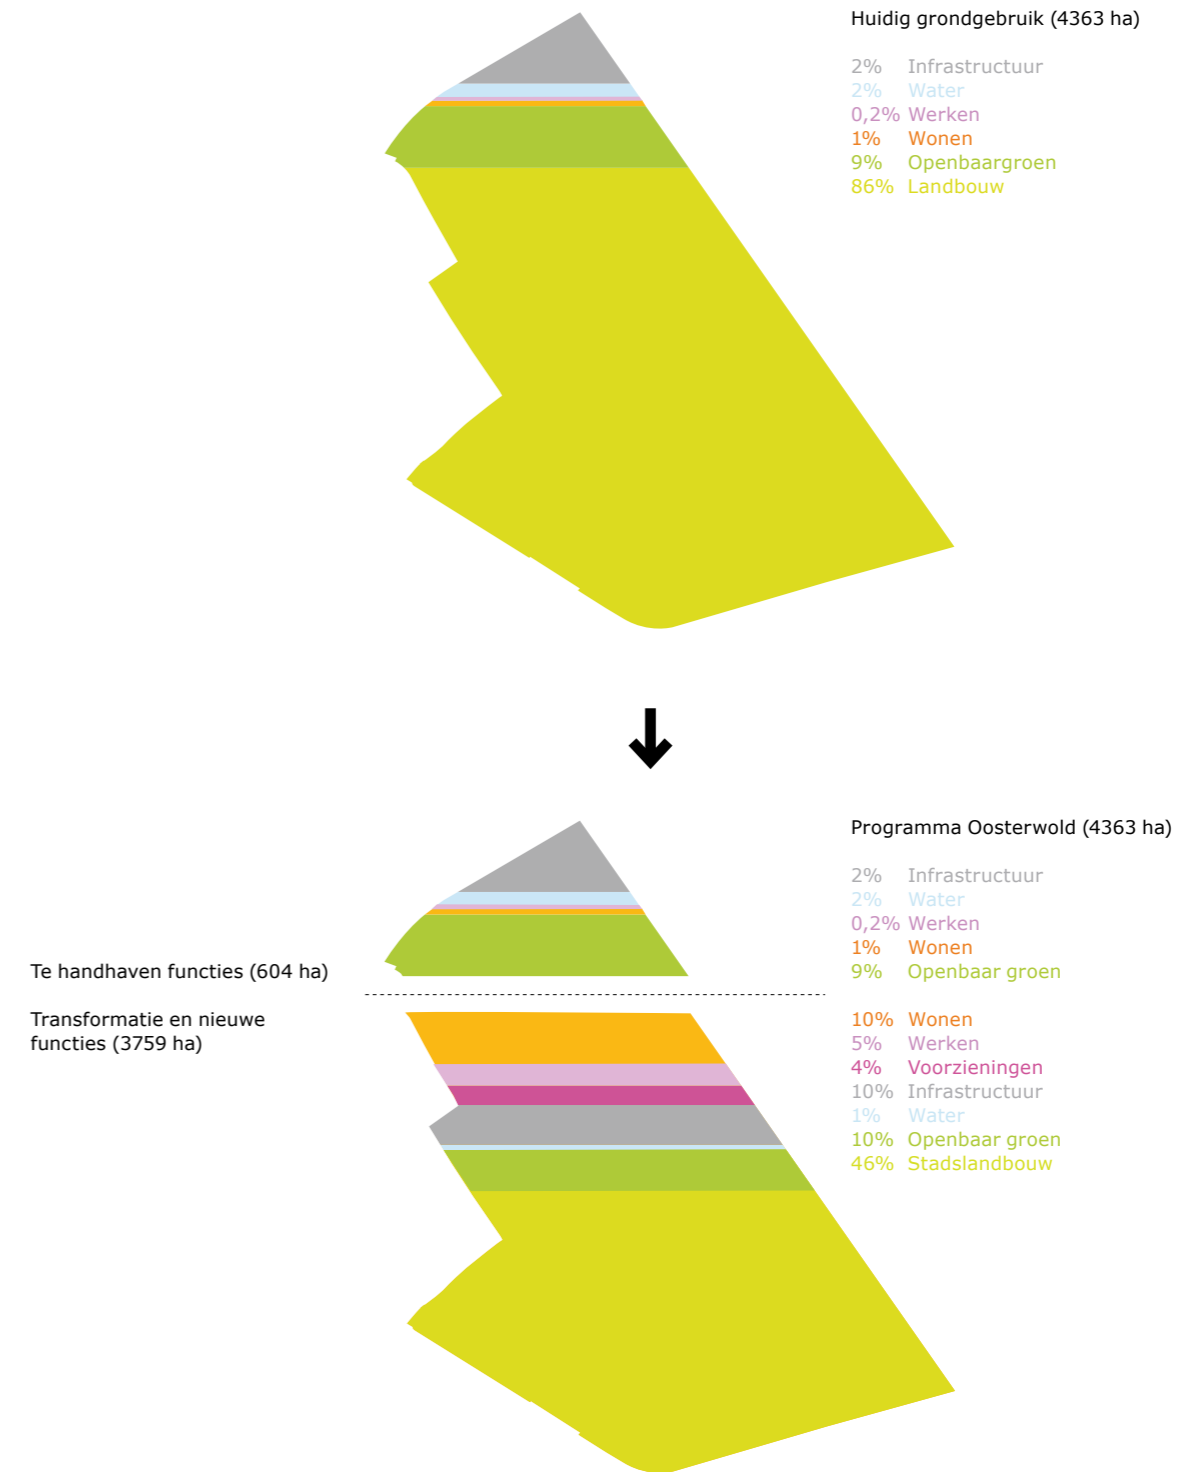 Huidig grondgebruik (4363 ha)
2% Infrastructuur
2% Water
0,2% Werken
1% Wonen
9% Openbaargroen
86% Landbouw
Programma Oosterwold (4363 ha)
2% Infrastructuur
2% Water
0,2% Werken
1% Wonen
9% Openbaar groen
Te handhaven functies (604 ha)
Transformatie en nieuwe
functies (3759 ha)
10% Wonen
5% Werken
4% Voorzieningen
10% Infrastructuur
1% Water
10% Openbaar groen
46% Stadslandbouw